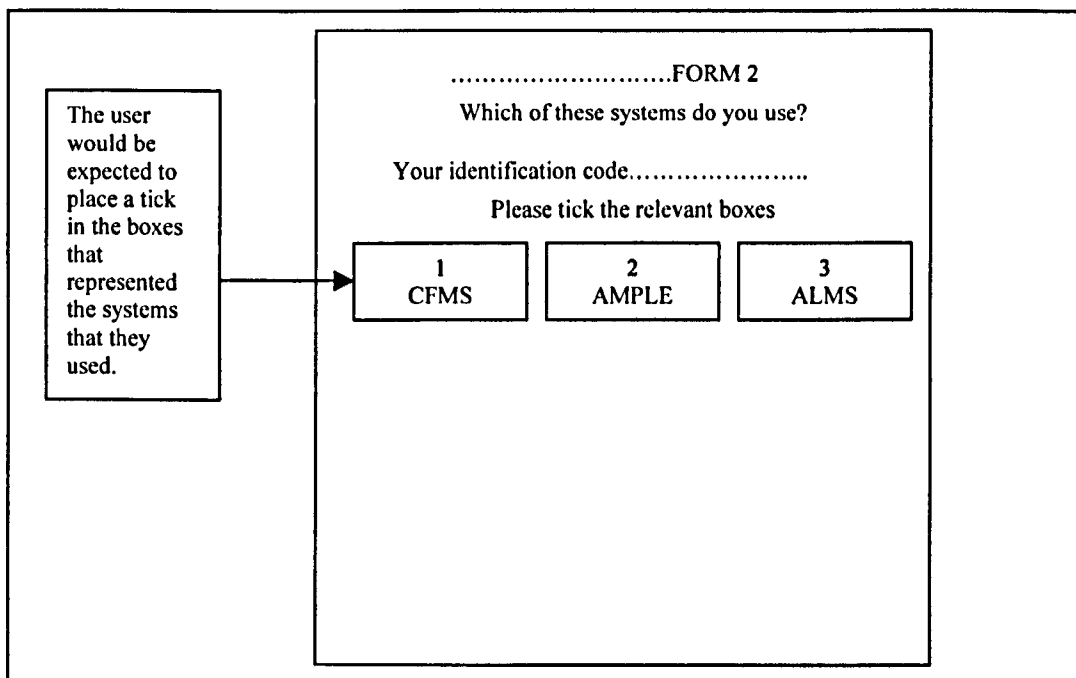 The user
would be
expected to
place a tick
in the boxes
that
represented
the systems
that they
used.
...........................FORM 2
Which of these systems do you use?
Your identification code.......................
Please tick the relevant boxes
1
CFMS
2
AMPLE
3
ALMS